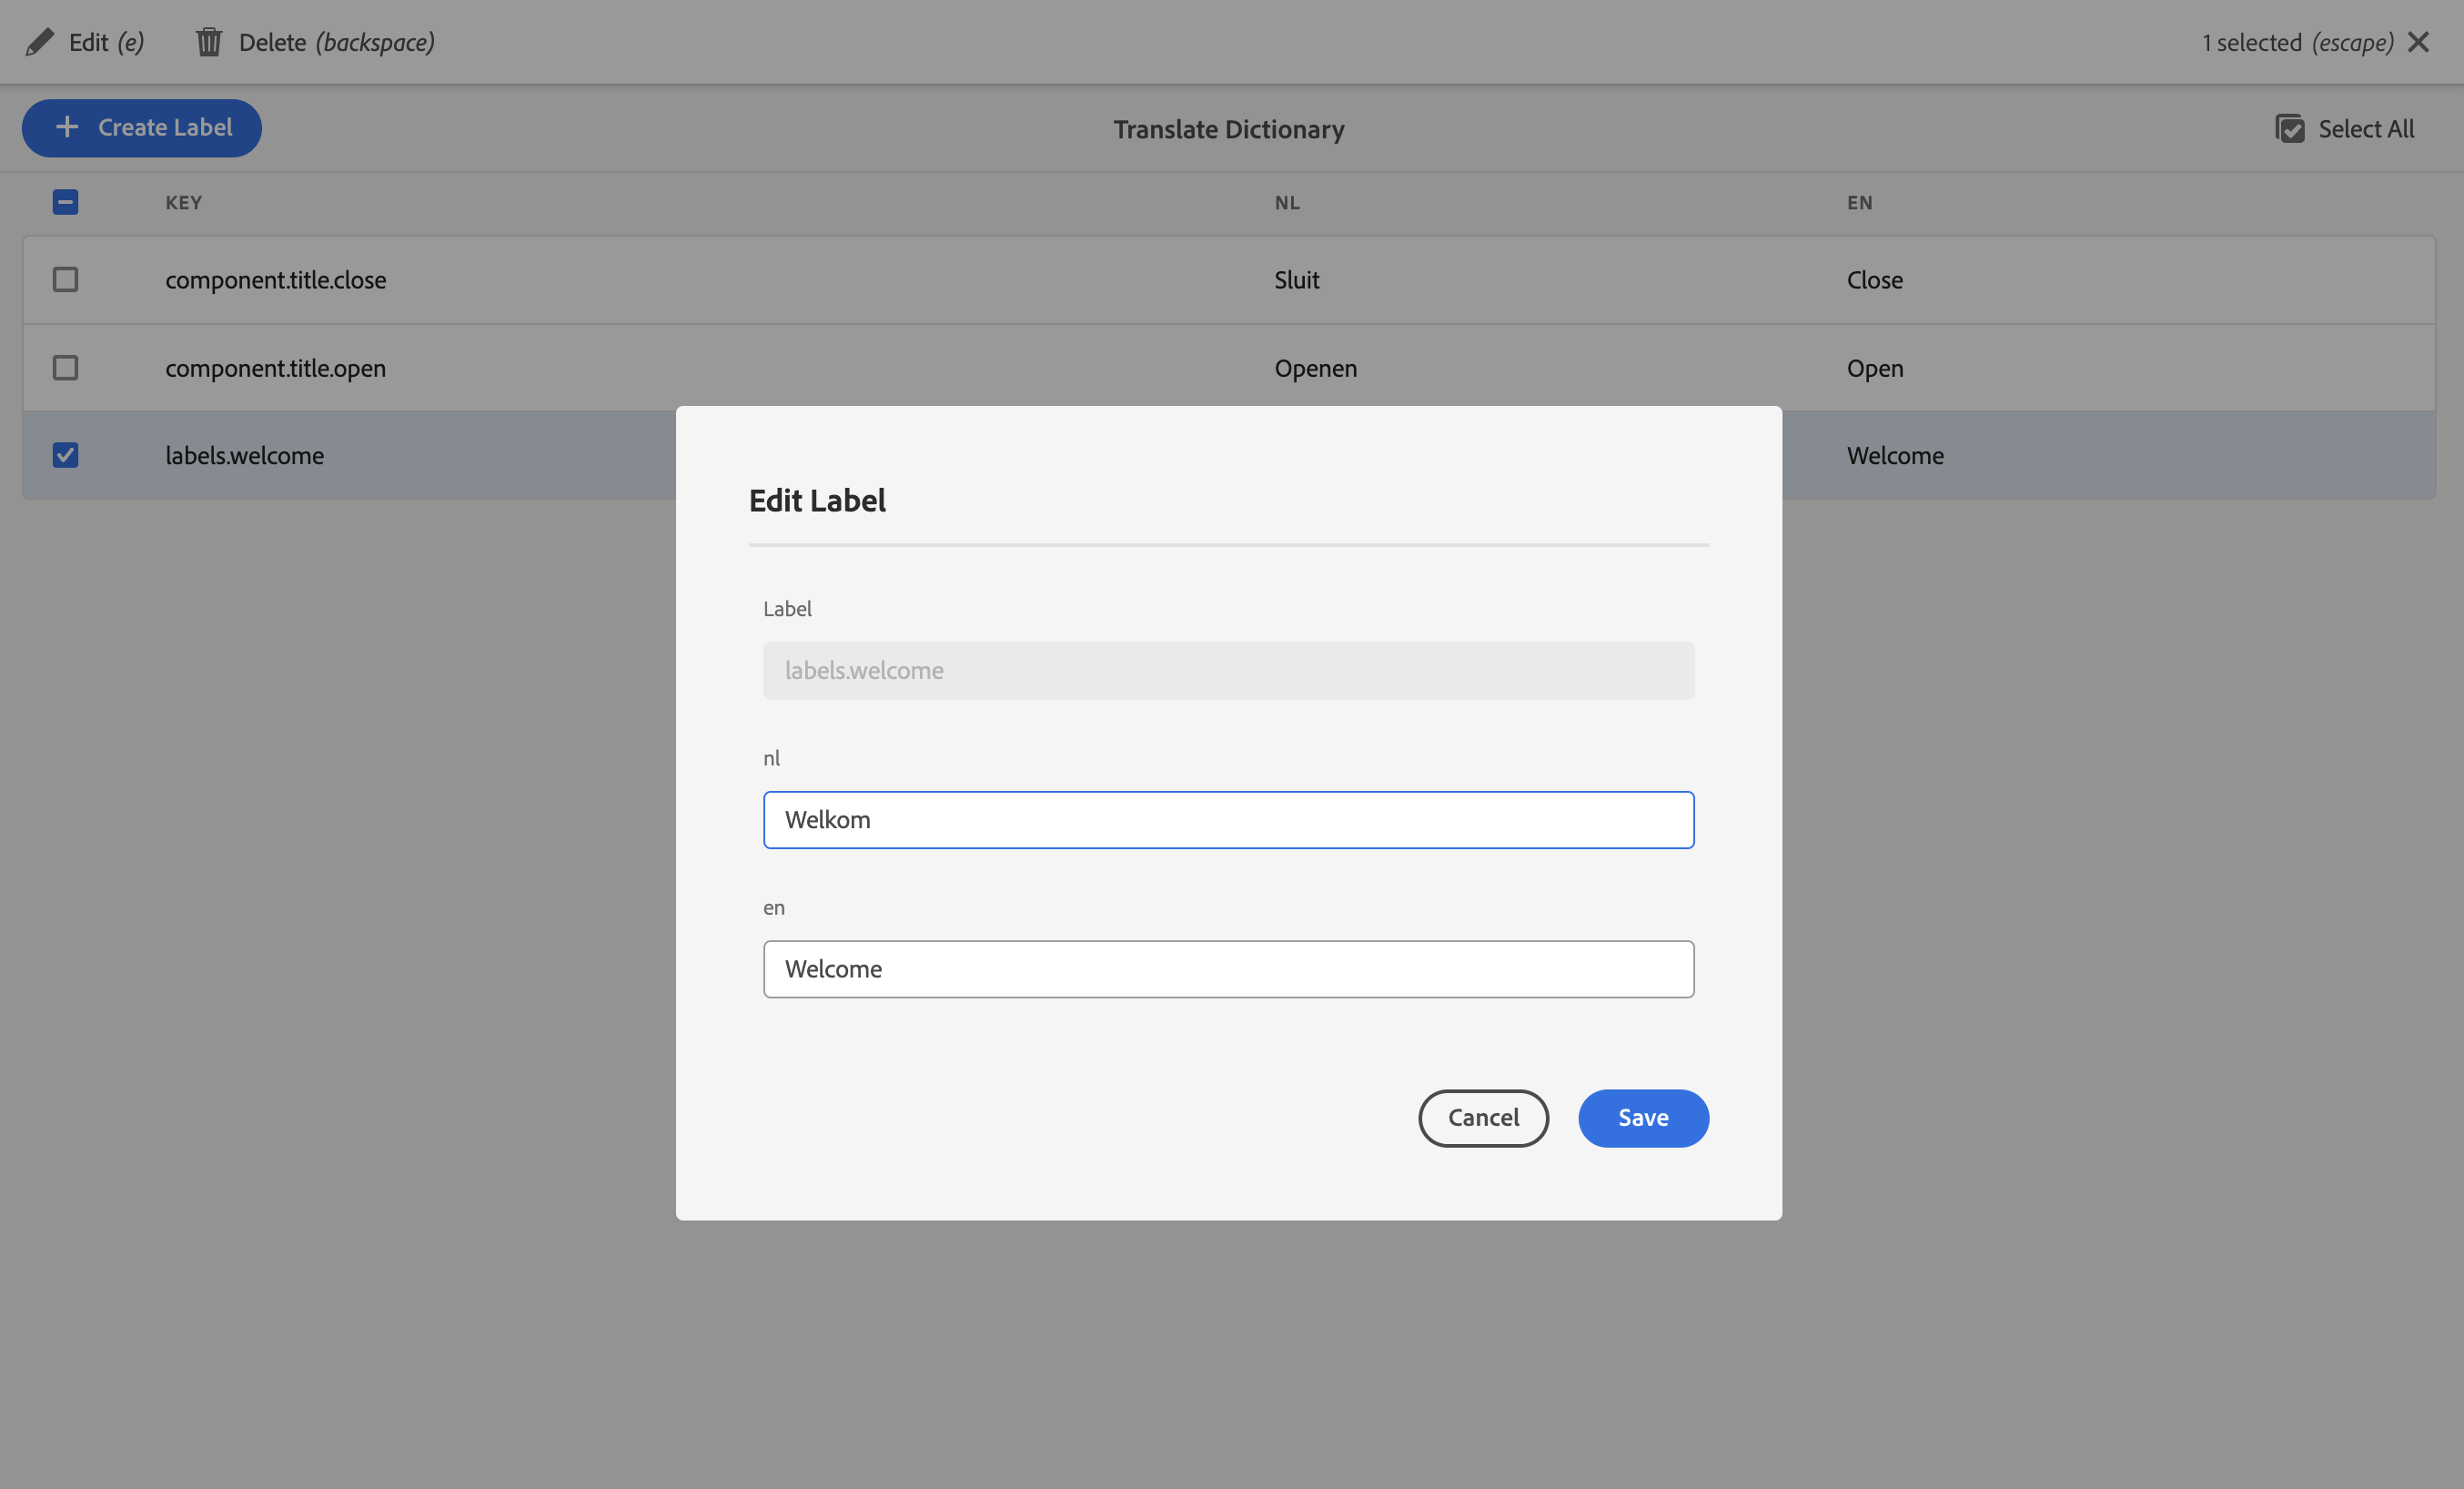 Edit (e) Delete (backspace) 1 selected (escape)
Create Label Translate Dictionary Select All
KEY NL EN
component.title.close Sluit Close
component.title.open Openen Open
labels.welcome Welcome
Edit Label
Label
labels.welcome
nl
Welkom
en
Welcome
Cancel Save